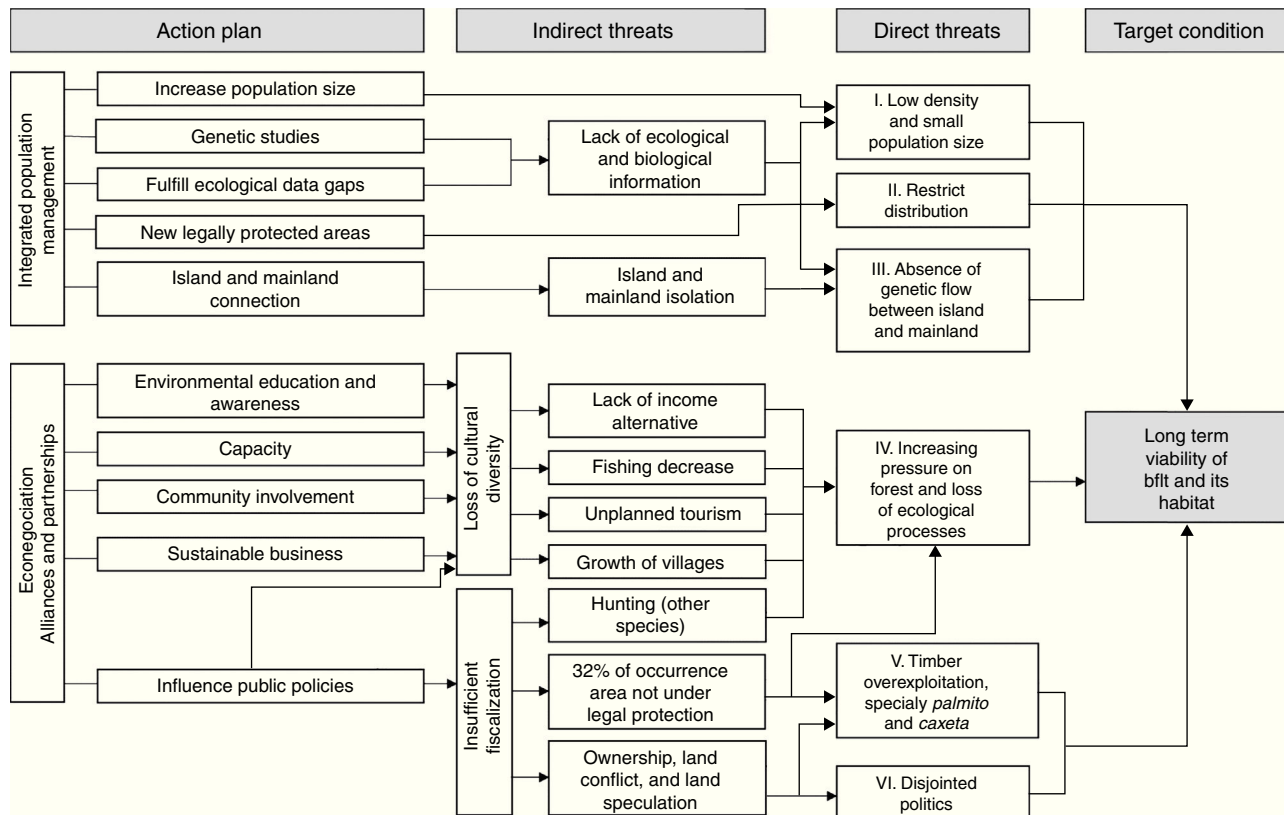 Action plan
Indirect threats
Direct threats
Target condition
Integrated population
management
Increase population size
Genetic studies
Fulfill ecological data gaps
New legally protected areas
Island and mainland
connection
Lack of ecological
and biological
information
Island and
mainland isolation
I. Low density
and small
population size
II. Restrict
distribution
III. Absence of
genetic flow
between island
and mainland
Econegociation
Alliances and partnerships
Environmental education and
awareness
Capacity
Community involvement
Sustainable business
Influence public policies
Loss of cultural
diversity
Insufficient
fiscalization
Lack of income
alternative
Fishing decrease
Unplanned tourism
Growth of villages
Hunting (other
species)
32% of occurrence
area not under
legal protection
Ownership, land
conflict, and land
speculation
IV. Increasing
pressure on
forest and loss
of ecological
processes
V. Timber
overexploitation,
specialy palmito
and caxeta
VI. Disjointed
politics
Long term
viability of
bflt and its
habitat